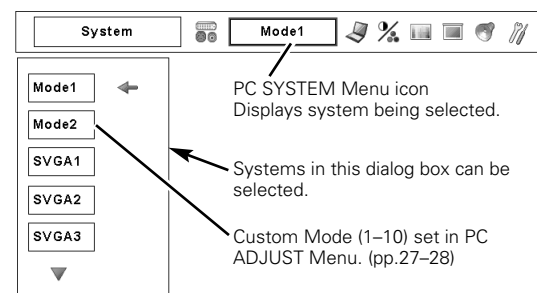 System
Mode1
Mode1
PC SYSTEM Menu icon
Displays system being selected.
Mode2
SVGA1
Systems in this dialog box can be
selected.
SVGA2
SVGA3
Custom Mode (1–10) set in PC
ADJUST Menu. (pp.27–28)